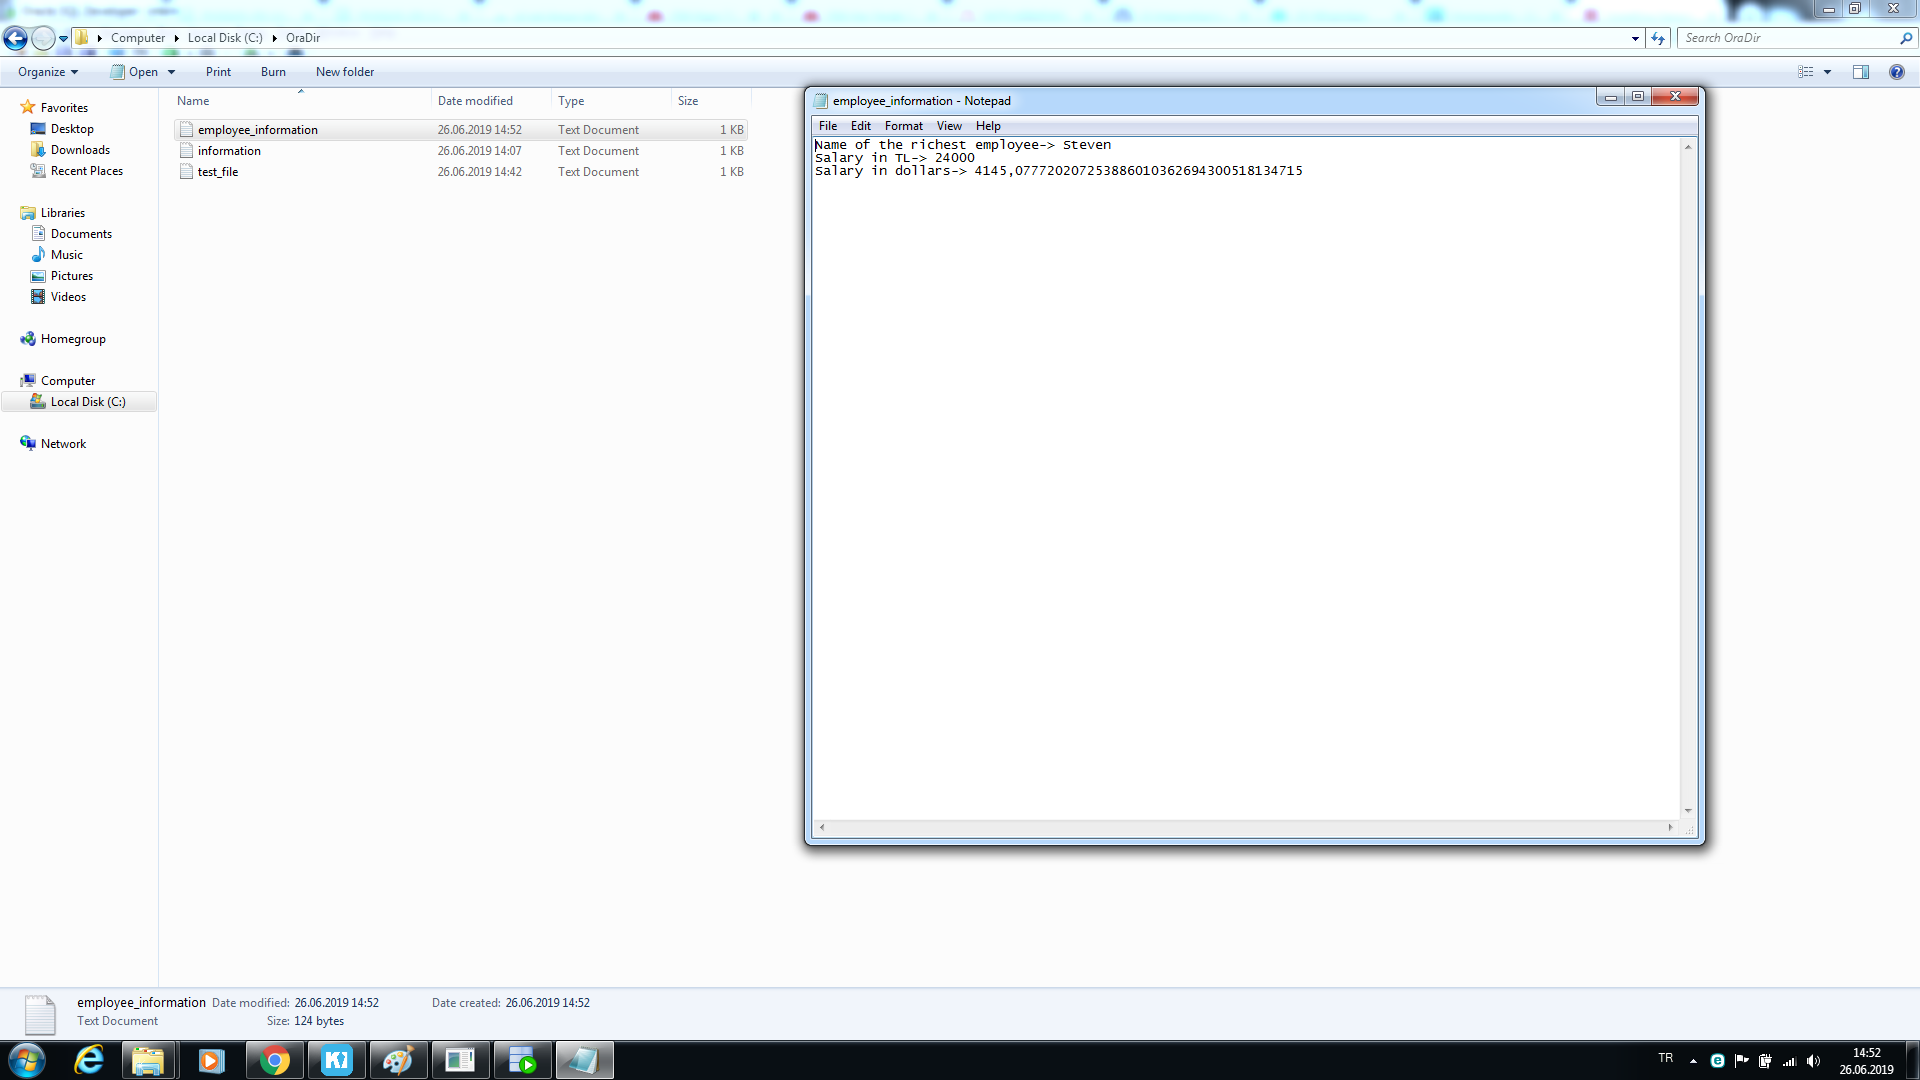 Oracle SQL Developer
Computer
Local Disk (C:)
OraDir
Search OraDir
Organize
Open
Print
Burn
New folder
Favorites
Desktop
Downloads
Recent Places
Libraries
Documents
Music
Pictures
Videos
Homegroup
Computer
Local Disk (C:)
Network
Name Date modified Type Size
employee_information 26.06.2019 14:52 Text Document 1 KB
information 26.06.2019 14:07 Text Document 1 KB
test_file 26.06.2019 14:42 Text Document 1 KB
employee_information - Notepad
File Edit Format View Help
Name of the richest employee-> Steven
Salary in TL-> 24000
Salary in dollars-> 4145,077720207253886010362694300518134715
employee_information Date modified: 26.06.2019 14:52 Date created: 26.06.2019 14:52
Text Document Size: 124 bytes
TR
14:52
26.06.2019